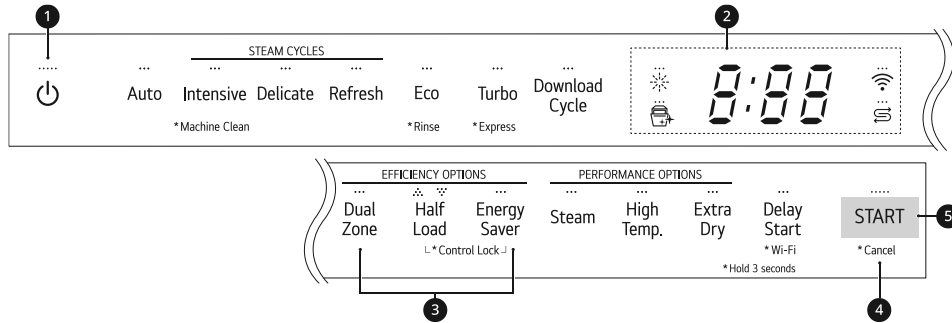 1
2
STEAM CYCLES
Auto Intensive Delicate Refresh Eco Turbo Download
Cycle
8:88
*Machine Clean *Rinse *Express
EFFICIENCY OPTIONS PERFORMANCE OPTIONS
Dual Half Energy Steam High Extra Delay START
Zone Load Saver Temp. Dry Start
*Control Lock *Wi-Fi *Cancel
*Hold 3 seconds
5
3
4